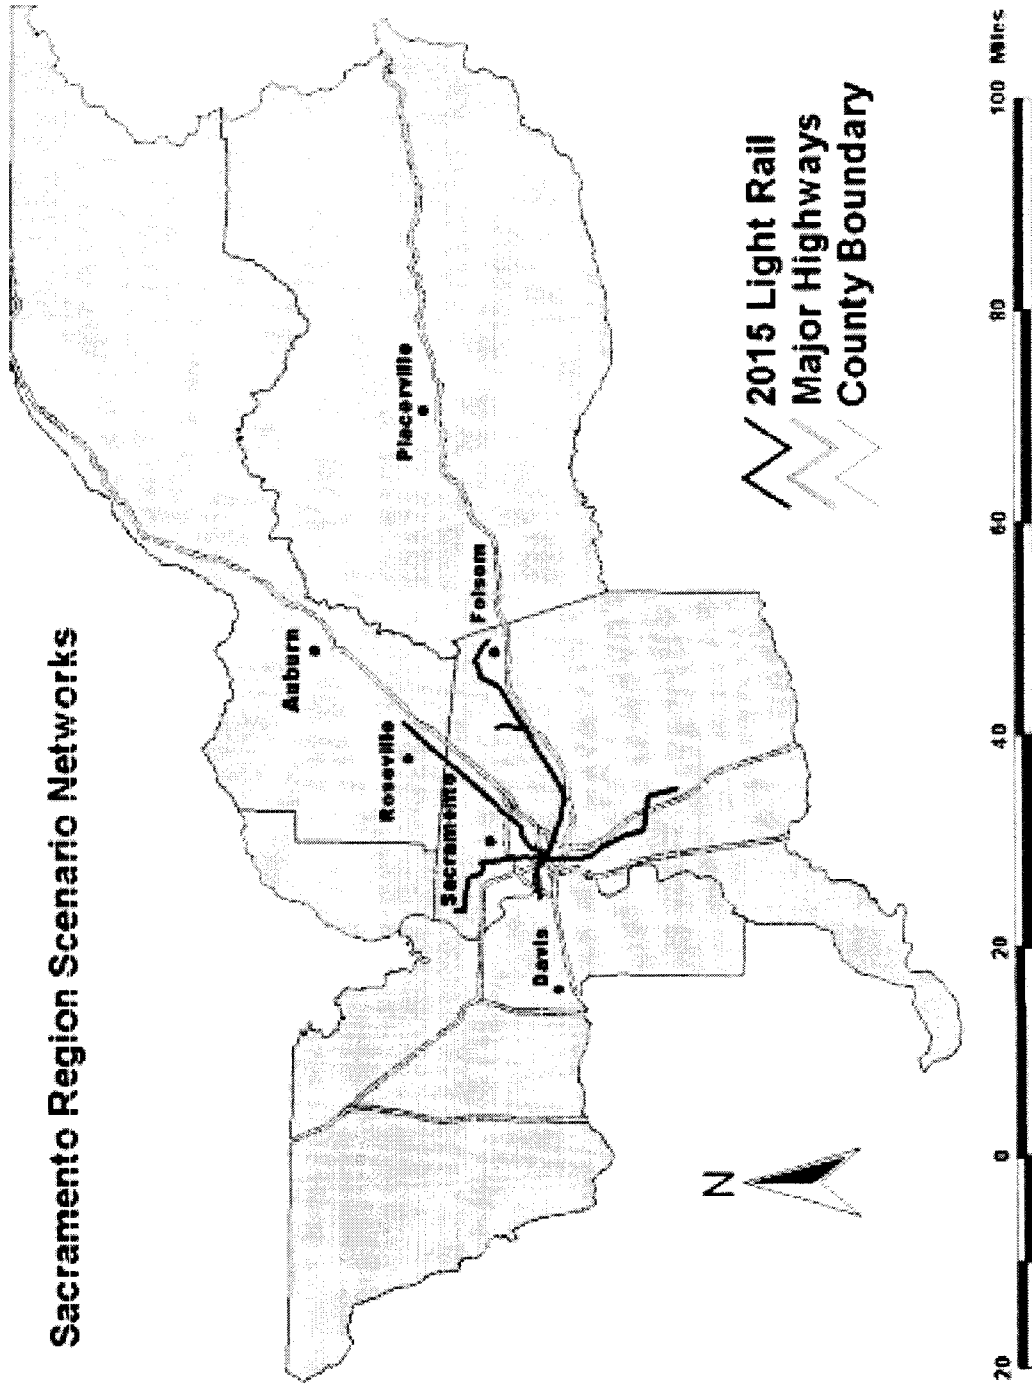 Sacramento Region Scenario Networks
Auburn
Roseville
Placerville
Sacramento
Folsom
Davis
N
2015 Light Rail
Major Highways
County Boundary
20 0 20 40 60 80 100 Miles